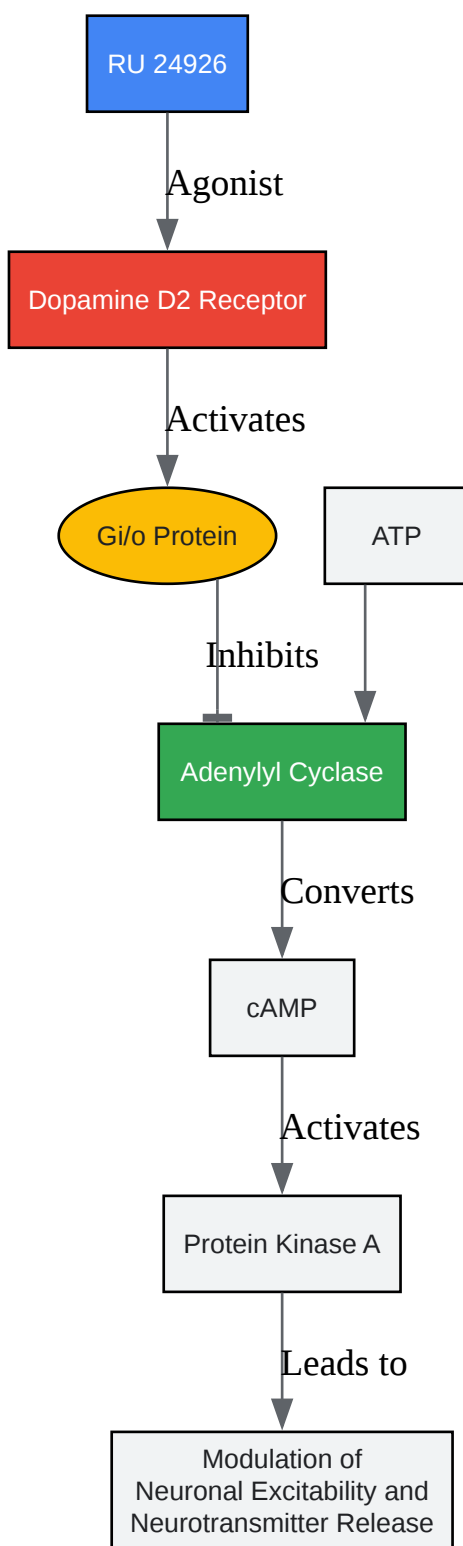 RU 24926
Agonist
Dopamine D2 Receptor
Activates
Gi/o Protein
ATP
Inhibits
Adenylyl Cyclase
Converts
cAMP
Activates
Protein Kinase A
Leads to
Modulation of
Neuronal Excitability and
Neurotransmitter Release